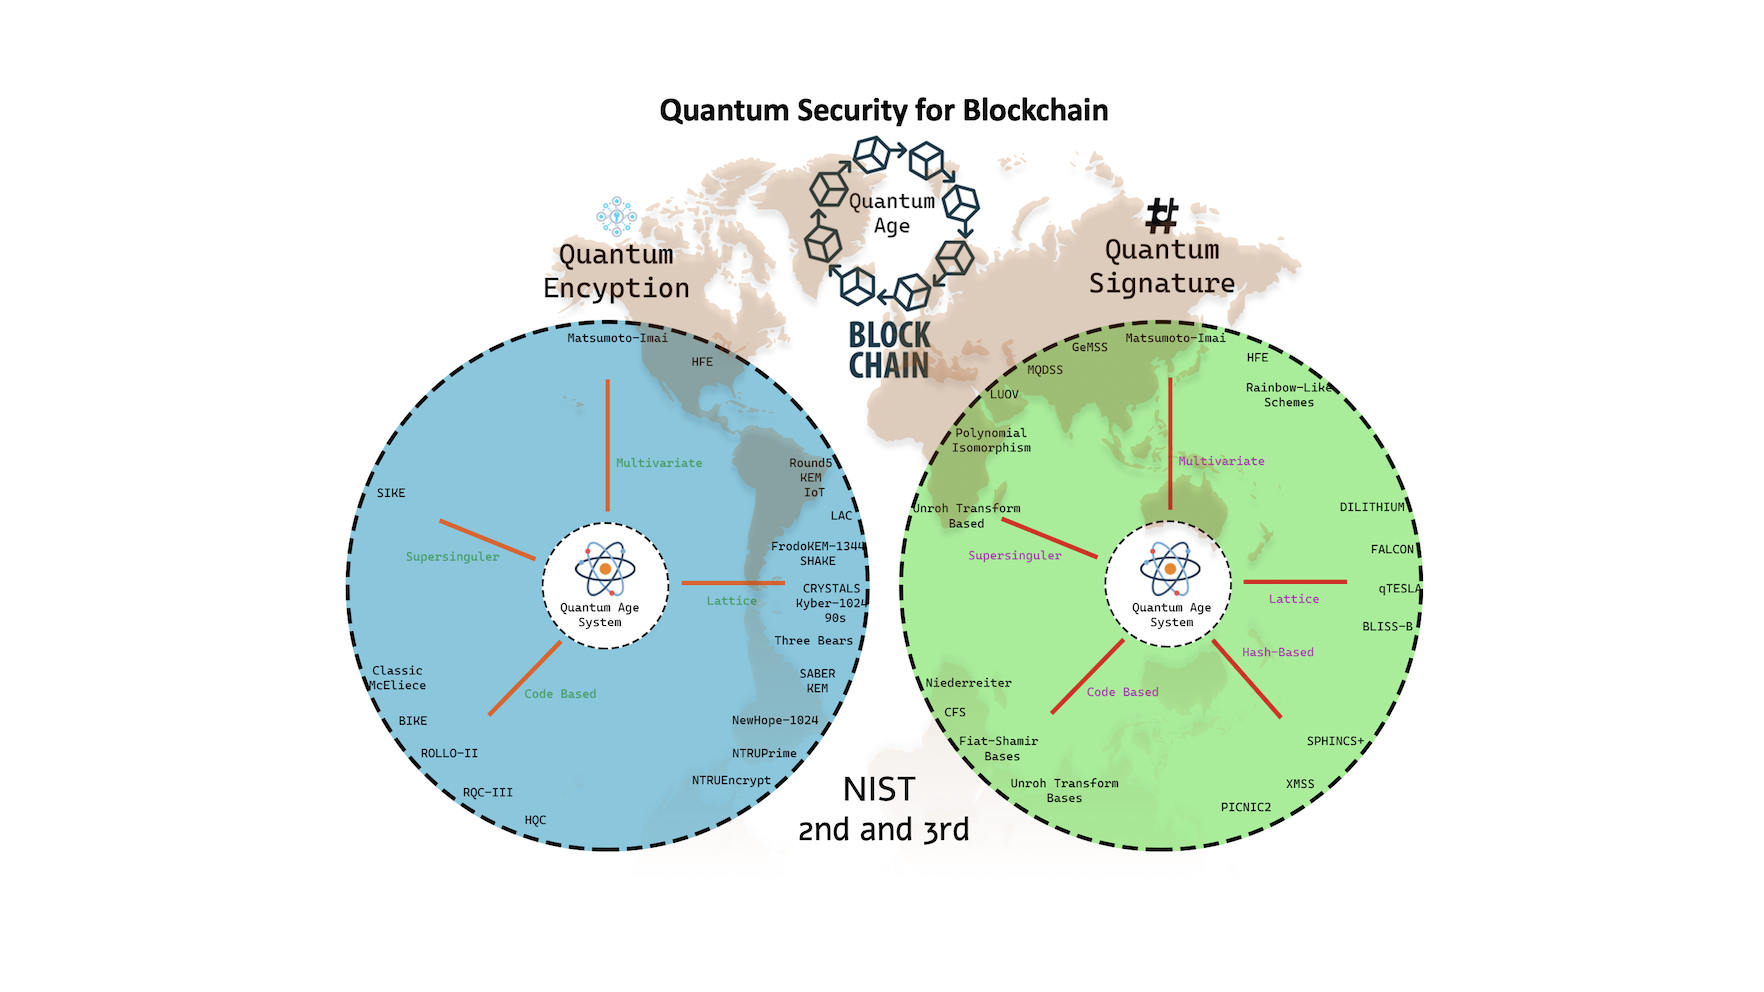 Quantum Security for Blockchain
Quantum
Age
BLOCK
CHAIN
Quantum
Encyption
Matsumoto-Imai
HFE
Multivariate
SIKE
Supersinguler
Round5
KEM
IoT
LAC
FrodoKEM-1344
SHAKE
CRYSTALS
Kyber-1024
90s
Lattice
Three Bears
SABER
KEM
NewHope-1024
NTRUPrime
NTRUEncrypt
Quantum Age
System
Code Based
Classic
McEliece
BIKE
ROLLO-II
RQC-III
HQC
#
Quantum
Signature
Matsumoto-Imai
GeMSS
MQDSS
LUOV
Polynomial
Isomorphism
HFE
Rainbow-Like
Schemes
Multivariate
Unroh Transform
Based
Supersinguler
DILITHIUM
FALCON
qTESLA
BLISS-B
Lattice
Hash-Based
Quantum Age
System
Code Based
Niederreiter
CFS
Fiat-Shamir
Bases
Unroh Transform
Bases
SPHINCS+
XMSS
PICNIC2
NIST
2nd and 3rd